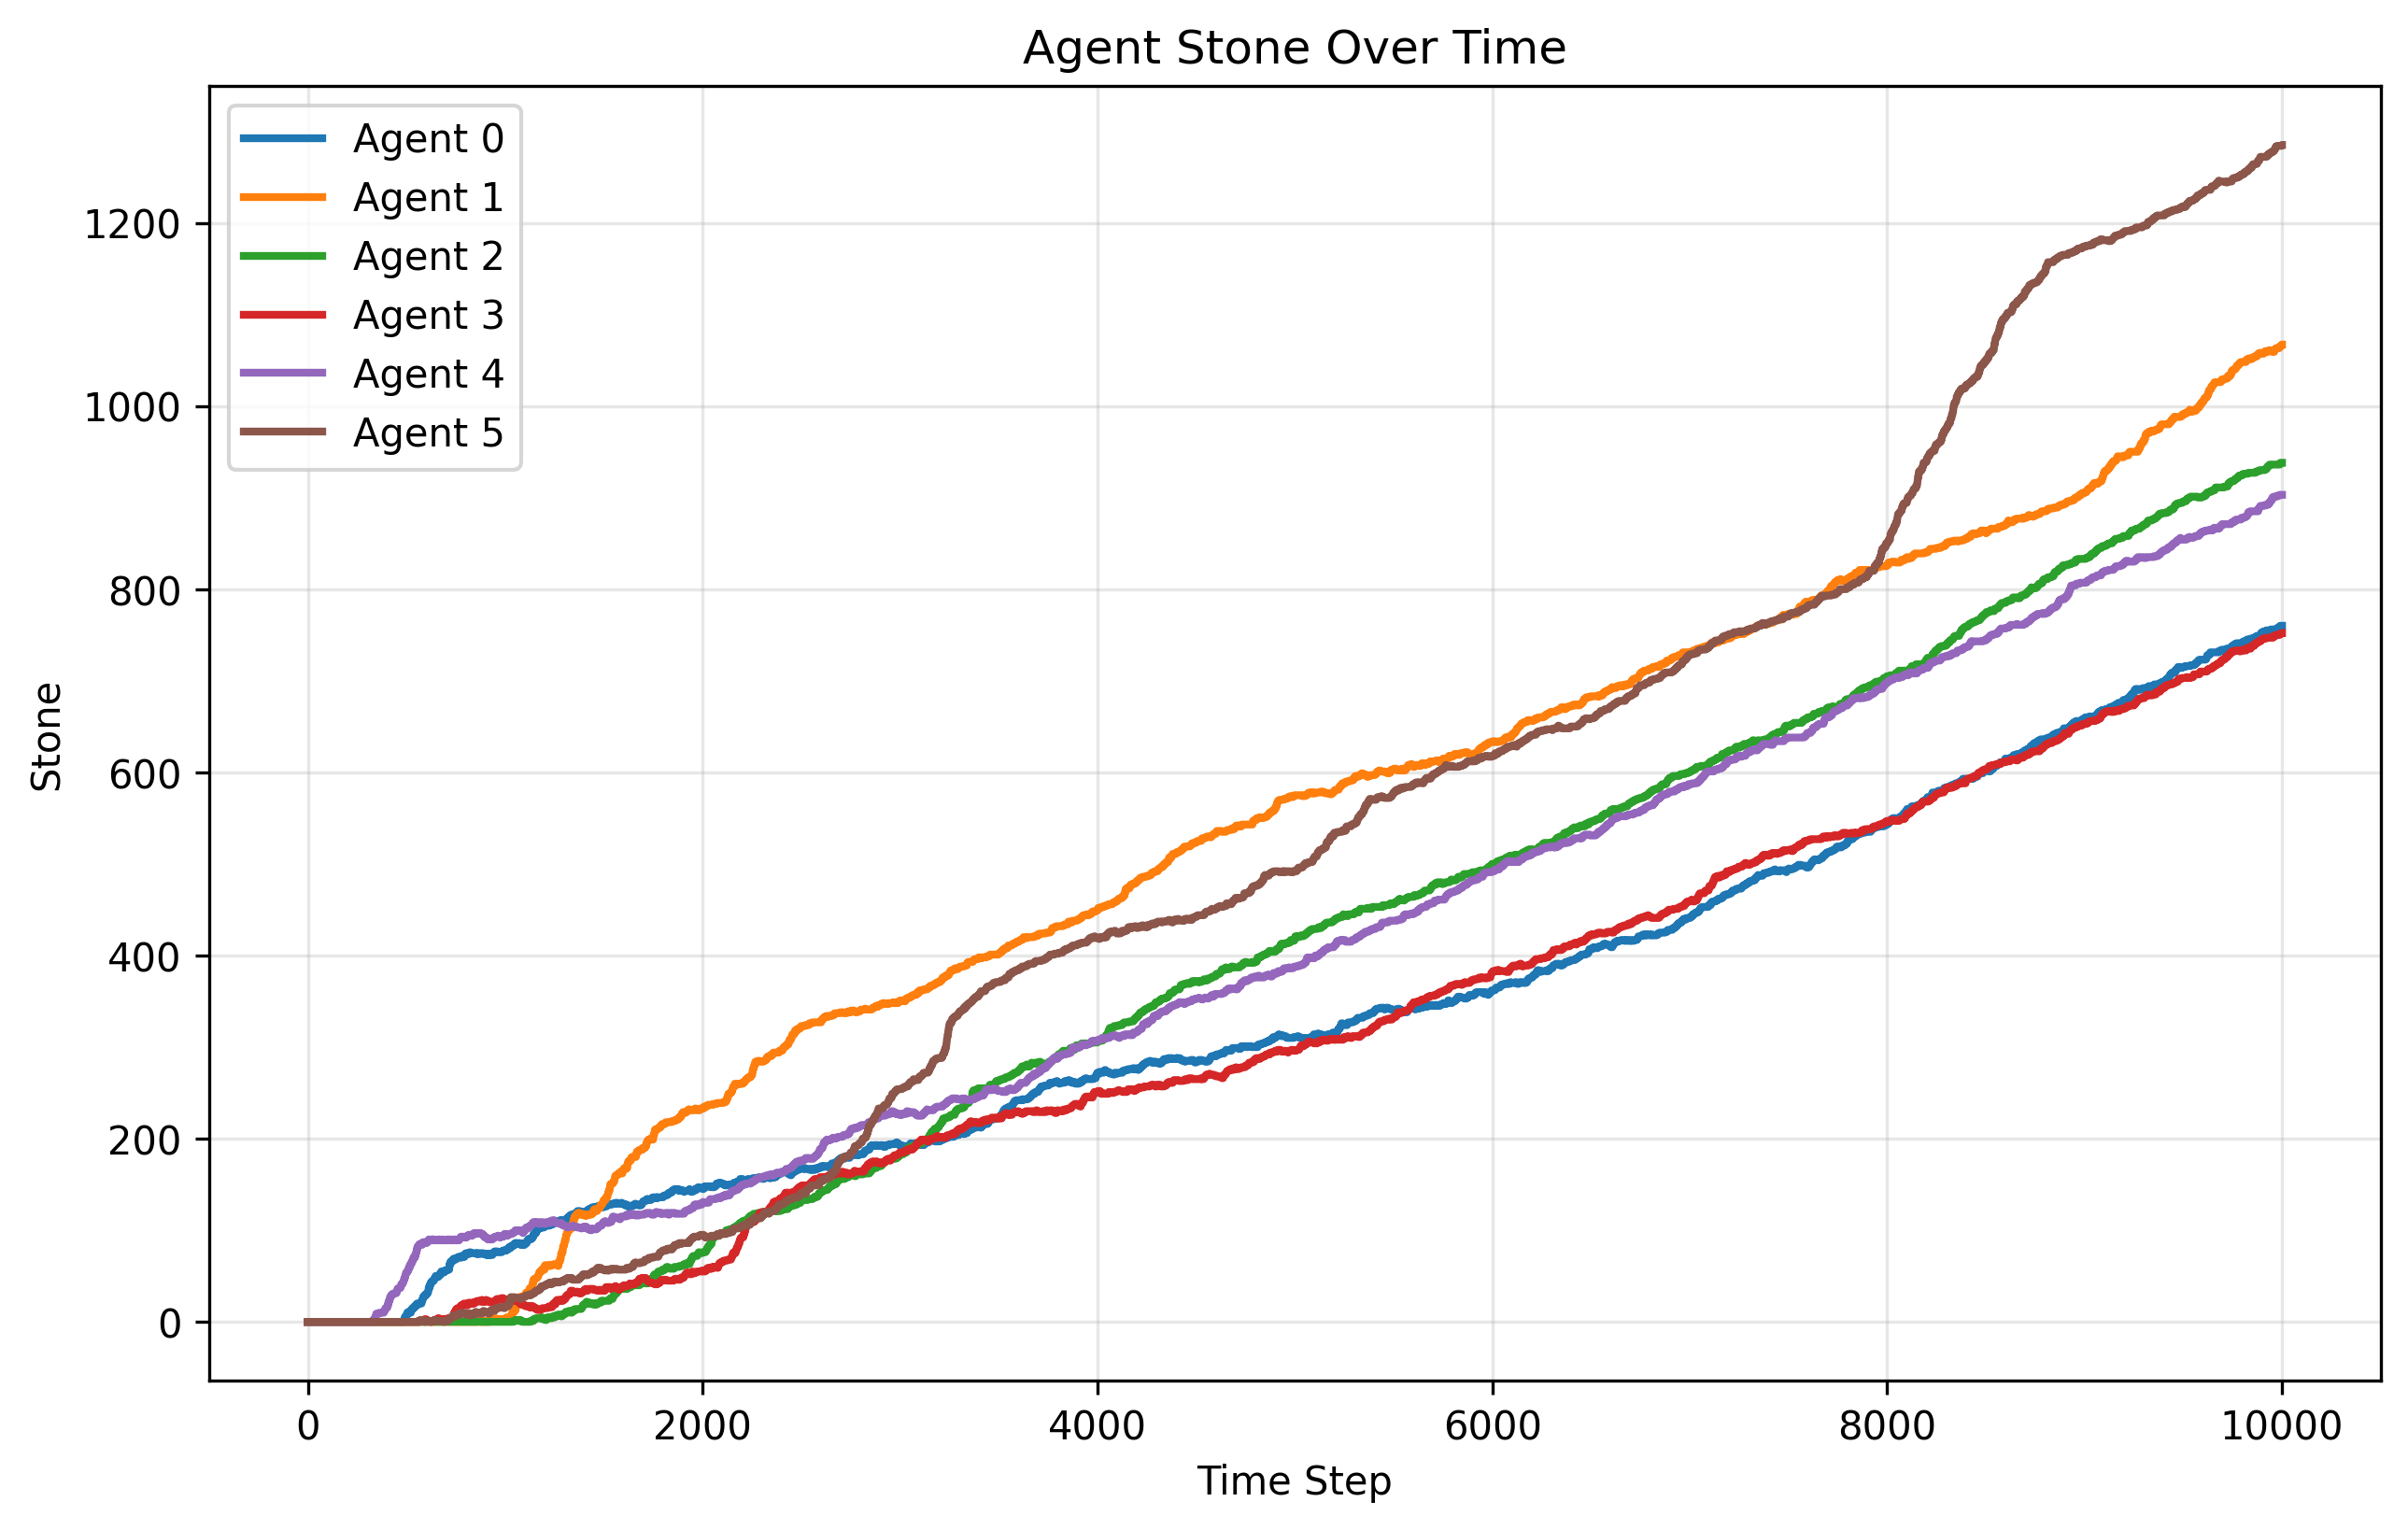 Agent Stone Over Time
Agent 0
Agent 1
Agent 2
Agent 3
Agent 4
Agent 5
1200
1000
800
600
400
200
0
Stone
0 2000 4000 6000 8000 10000
Time Step